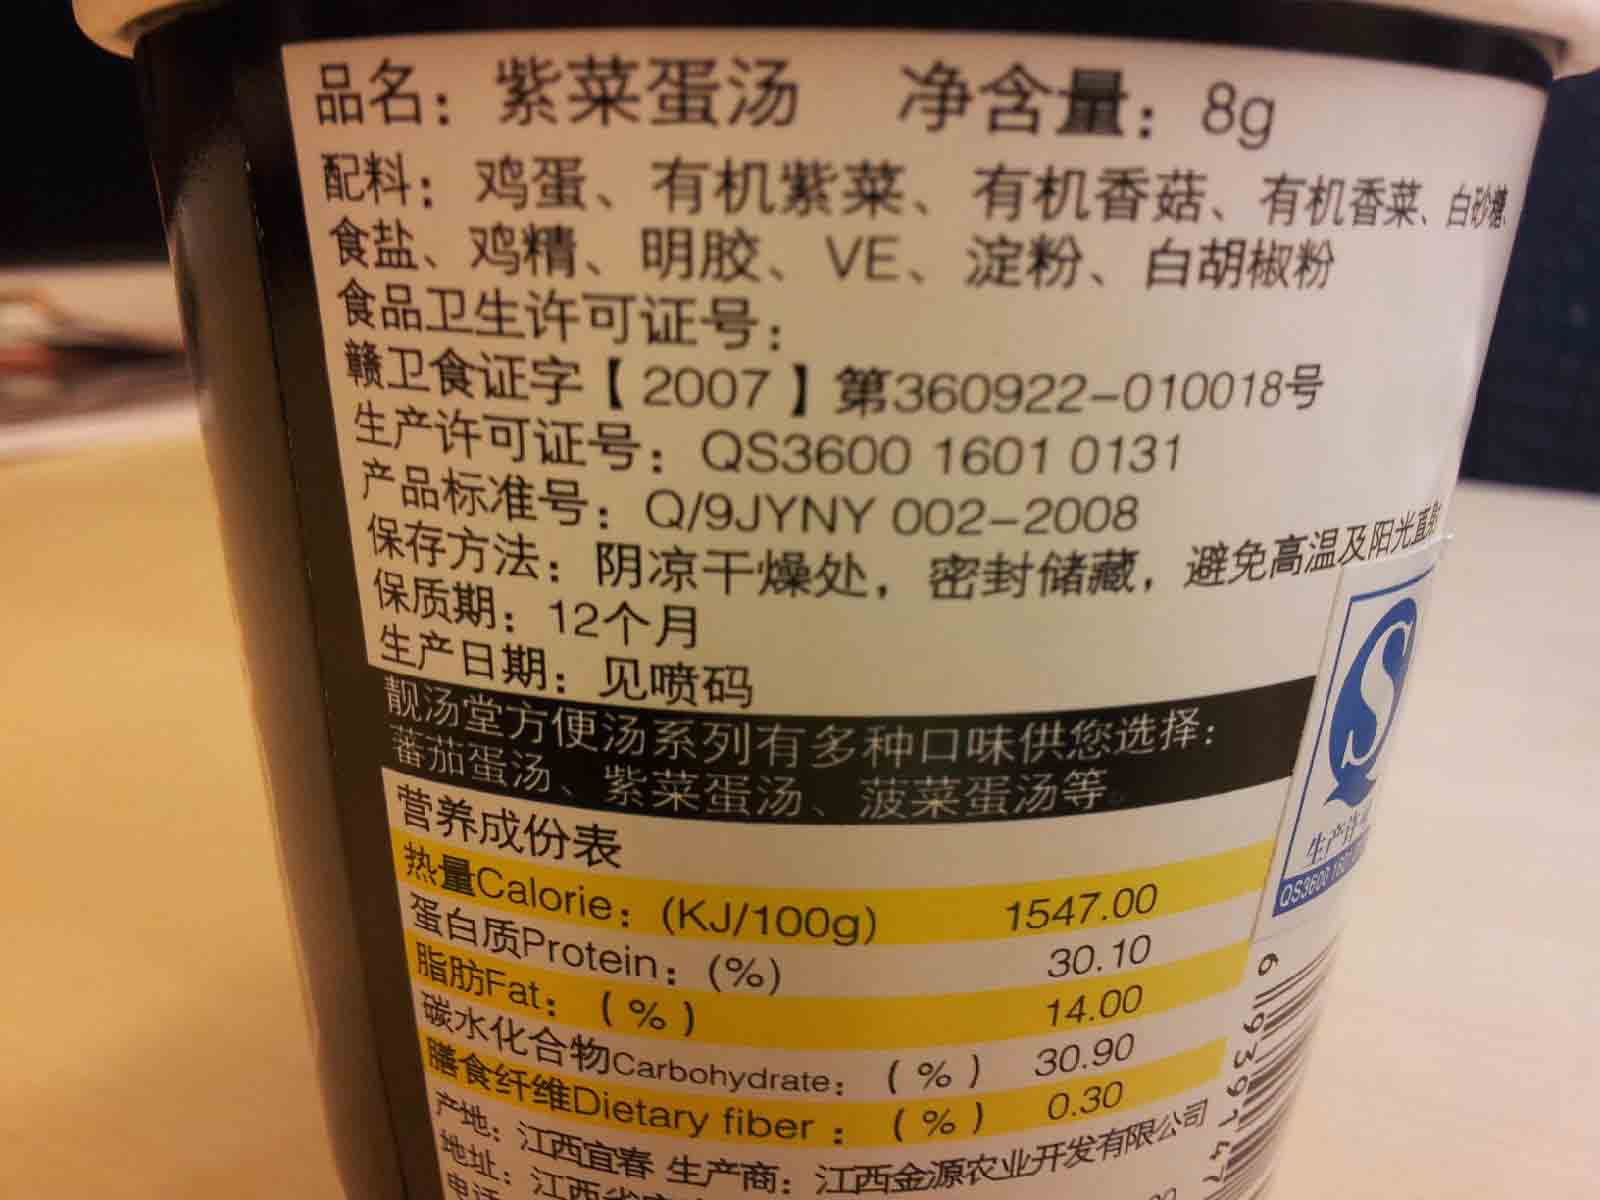 品名：紫菜蛋汤 净含量：8g
配料：鸡蛋、有机紫菜、有机香菇、有机香菜、白砂糖、
食盐、鸡精、明胶、VE、淀粉、白胡椒粉
食品卫生许可证号：
赣卫食证字【2007】第360922-010018号
生产许可证号：QS3600 1601 0131
产品标准号：Q/9JYNY 002-2008
保存方法：阴凉干燥处，密封储藏，避免高温及阳光直射
保质期：12个月
生产日期：见喷码
靓汤堂方便汤系列有多种口味供您选择：
蕃茄蛋汤、紫菜蛋汤、菠菜蛋汤等。
营养成份表
热量Calorie：(KJ/100g) 1547.00
蛋白质Protein：(%) 30.10
脂肪Fat：(%) 14.00
碳水化合物Carbohydrate：(%) 30.90
膳食纤维Dietary fiber：(%) 0.30
产地：江西宜春 生产商：江西金源农业开发有限公司
地址：江西省
电话
生产许可
QS3600
6 939147